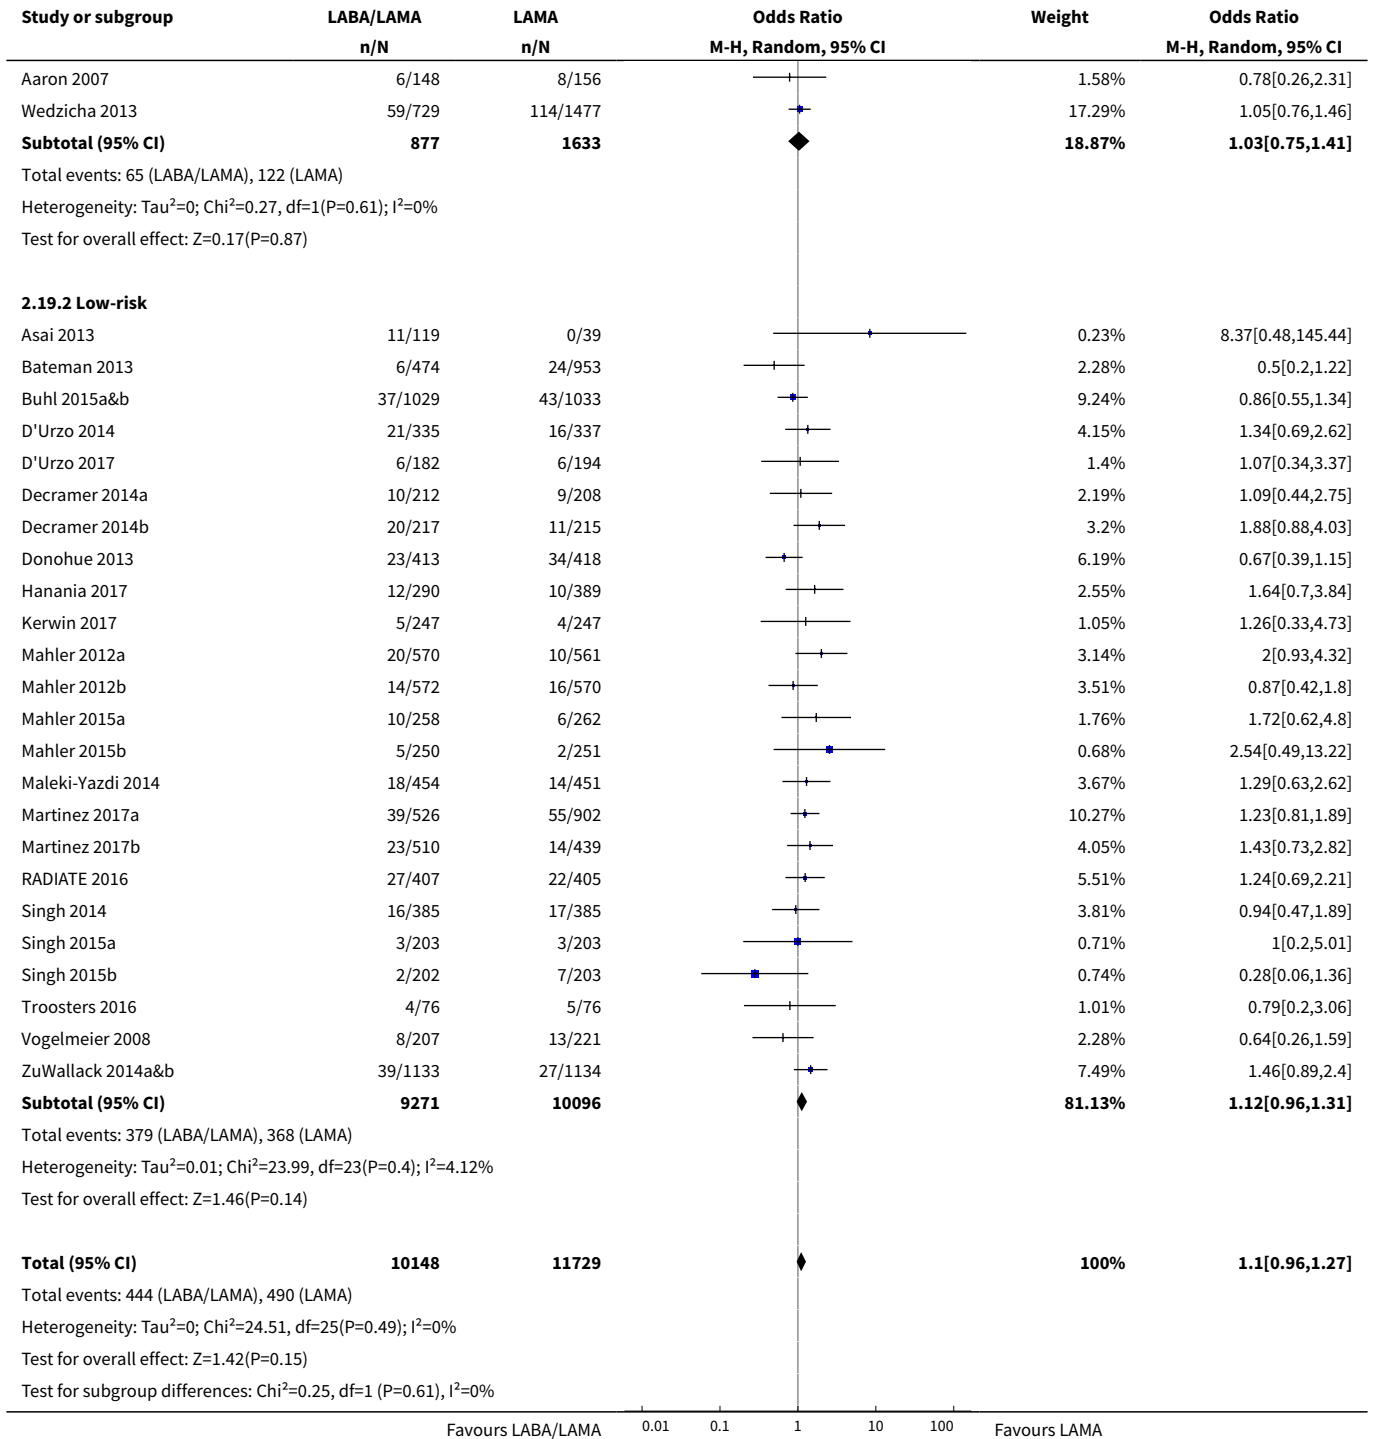 Study or subgroup LABA/LAMA LAMA Odds Ratio Weight Odds Ratio
n/N n/N M-H, Random, 95% CI M-H, Random, 95% CI
Aaron 2007 6/148 8/156 1.58% 0.78[0.26,2.31]
Wedzicha 2013 59/729 114/1477 17.29% 1.05[0.76,1.46]
Subtotal (95% CI) 877 1633 18.87% 1.03[0.75,1.41]
Total events: 65 (LABA/LAMA), 122 (LAMA)
Heterogeneity: Tau²=0; Chi²=0.27, df=1(P=0.61); I²=0%
Test for overall effect: Z=0.17(P=0.87)
2.19.2 Low-risk
Asai 2013 11/119 0/39 0.23% 8.37[0.48,145.44]
Bateman 2013 6/474 24/953 2.28% 0.5[0.2,1.22]
Buhl 2015a&b 37/1029 43/1033 9.24% 0.86[0.55,1.34]
D'Urzo 2014 21/335 16/337 4.15% 1.34[0.69,2.62]
D'Urzo 2017 6/182 6/194 1.4% 1.07[0.34,3.37]
Decramer 2014a 10/212 9/208 2.19% 1.09[0.44,2.75]
Decramer 2014b 20/217 11/215 3.2% 1.88[0.88,4.03]
Donohue 2013 23/413 34/418 6.19% 0.67[0.39,1.15]
Hanania 2017 12/290 10/389 2.55% 1.64[0.7,3.84]
Kerwin 2017 5/247 4/247 1.05% 1.26[0.33,4.73]
Mahler 2012a 20/570 10/561 3.14% 2[0.93,4.32]
Mahler 2012b 14/572 16/570 3.51% 0.87[0.42,1.8]
Mahler 2015a 10/258 6/262 1.76% 1.72[0.62,4.8]
Mahler 2015b 5/250 2/251 0.68% 2.54[0.49,13.22]
Maleki-Yazdi 2014 18/454 14/451 3.67% 1.29[0.63,2.62]
Martinez 2017a 39/526 55/902 10.27% 1.23[0.81,1.89]
Martinez 2017b 23/510 14/439 4.05% 1.43[0.73,2.82]
RADIATE 2016 27/407 22/405 5.51% 1.24[0.69,2.21]
Singh 2014 16/385 17/385 3.81% 0.94[0.47,1.89]
Singh 2015a 3/203 3/203 0.71% 1[0.2,5.01]
Singh 2015b 2/202 7/203 0.74% 0.28[0.06,1.36]
Troosters 2016 4/76 5/76 1.01% 0.79[0.2,3.06]
Vogelmeier 2008 8/207 13/221 2.28% 0.64[0.26,1.59]
ZuWallack 2014a&b 39/1133 27/1134 7.49% 1.46[0.89,2.4]
Subtotal (95% CI) 9271 10096 81.13% 1.12[0.96,1.31]
Total events: 379 (LABA/LAMA), 368 (LAMA)
Heterogeneity: Tau²=0.01; Chi²=23.99, df=23(P=0.4); I²=4.12%
Test for overall effect: Z=1.46(P=0.14)
Total (95% CI) 10148 11729 100% 1.1[0.96,1.27]
Total events: 444 (LABA/LAMA), 490 (LAMA)
Heterogeneity: Tau²=0; Chi²=24.51, df=25(P=0.49); I²=0%
Test for overall effect: Z=1.42(P=0.15)
Test for subgroup differences: Chi²=0.25, df=1 (P=0.61), I²=0%
Favours LABA/LAMA 0.01 0.1 1 10 100 Favours LAMA